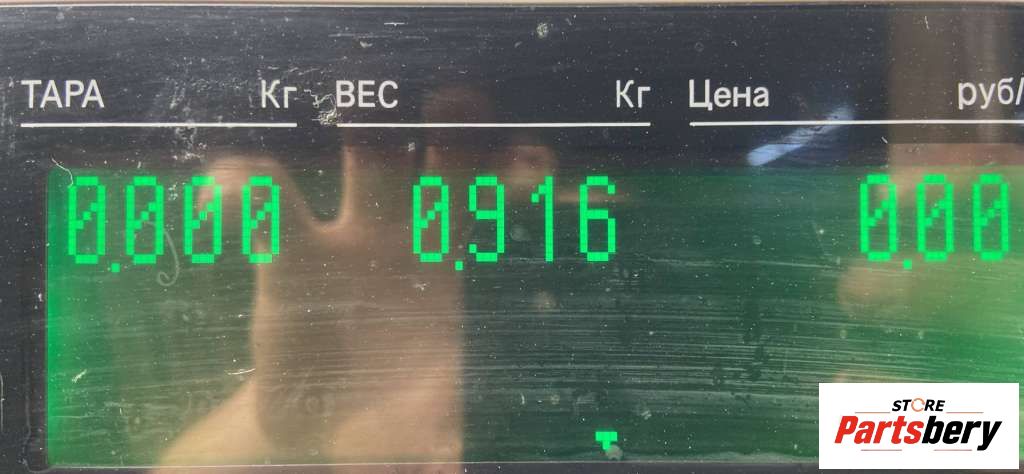 ТАРА Кг ВЕС Кг Цена руб/
0.000 0.916 0.00
STORE
Partsbery